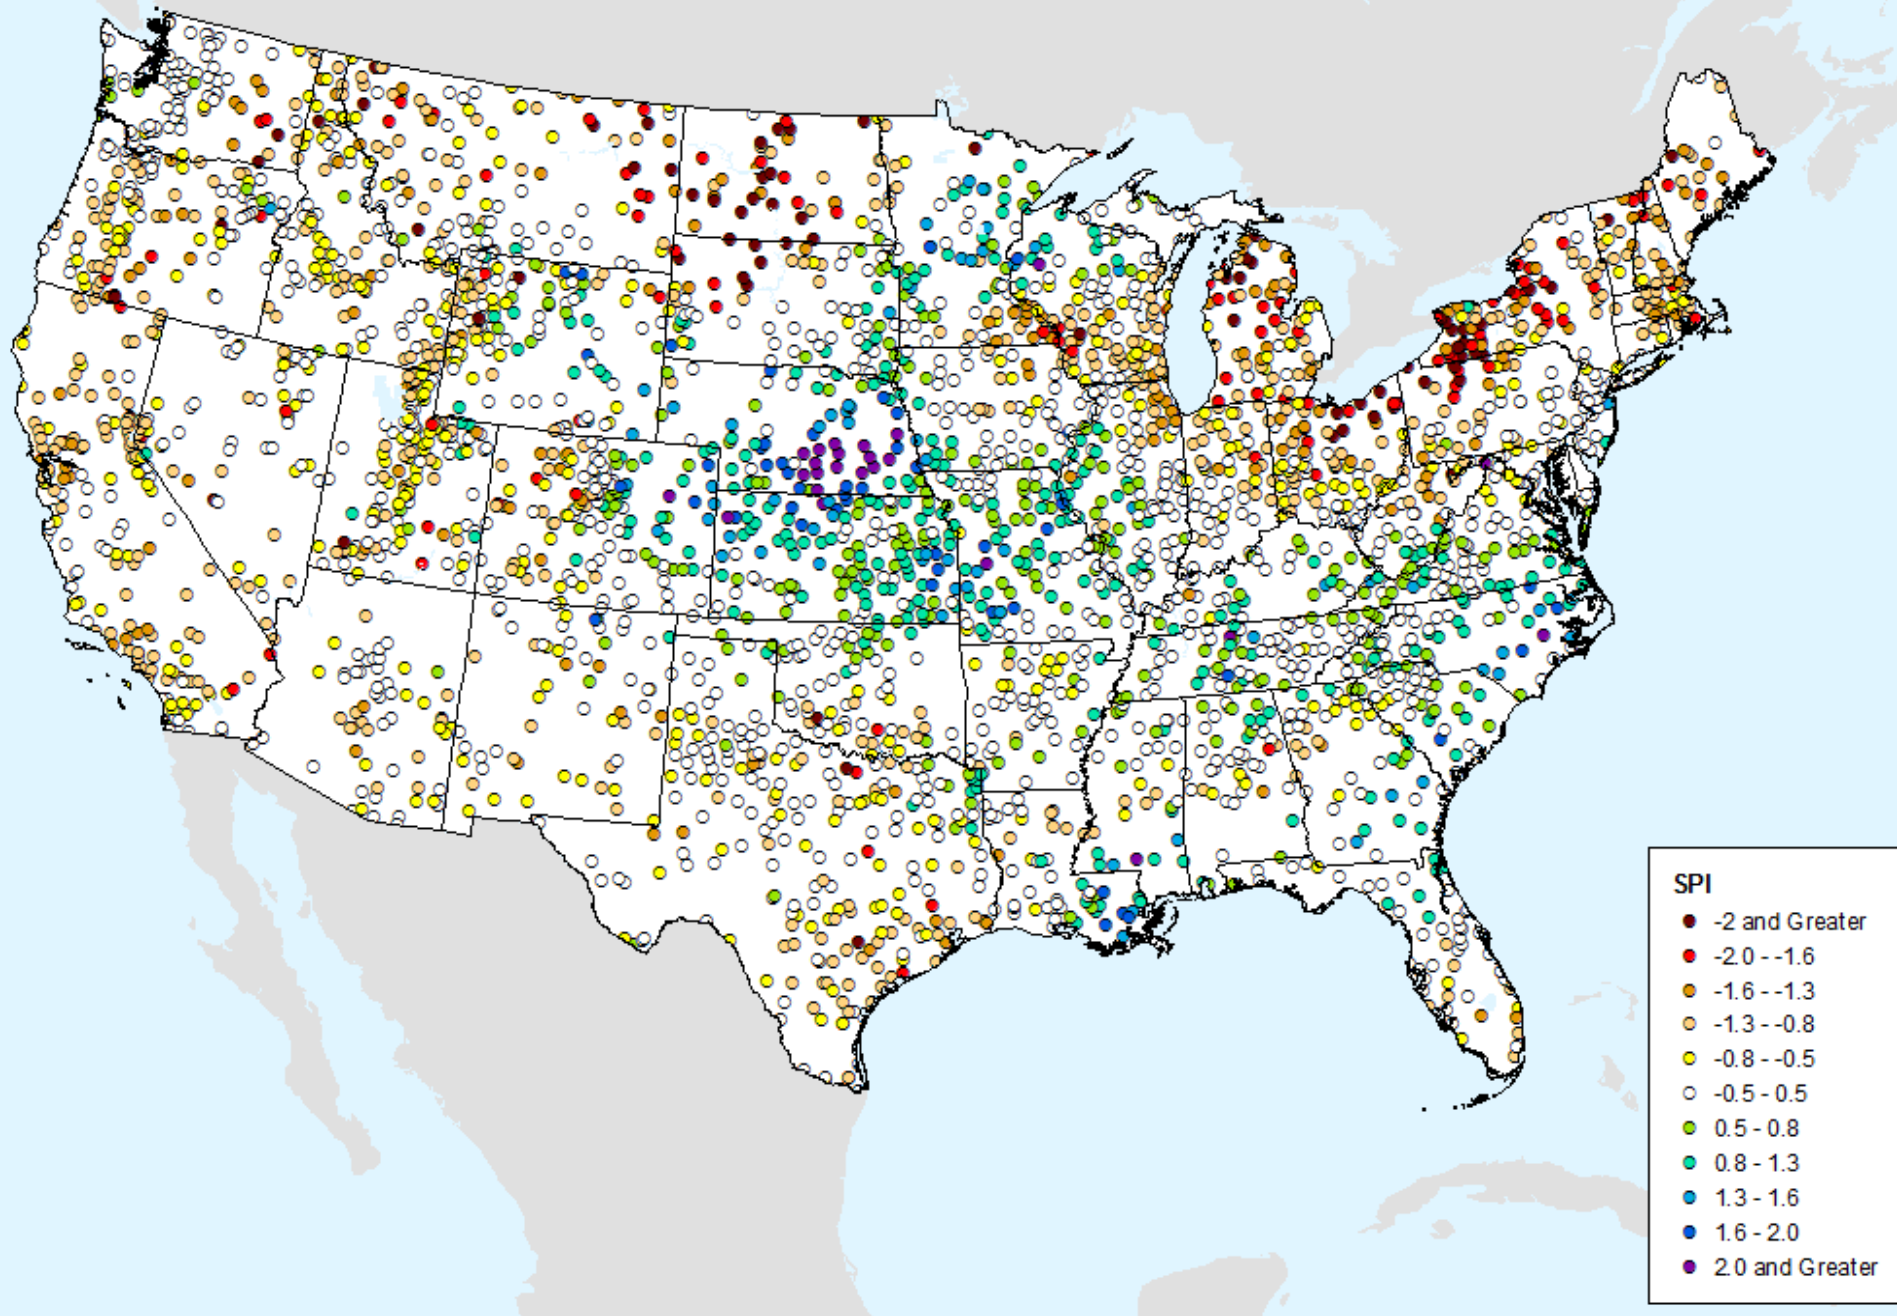 SPI
-2 and Greater
-2.0 - -1.6
-1.6 - -1.3
-1.3 - -0.8
-0.8 - -0.5
-0.5 - 0.5
0.5 - 0.8
0.8 - 1.3
1.3 - 1.6
1.6 - 2.0
2.0 and Greater